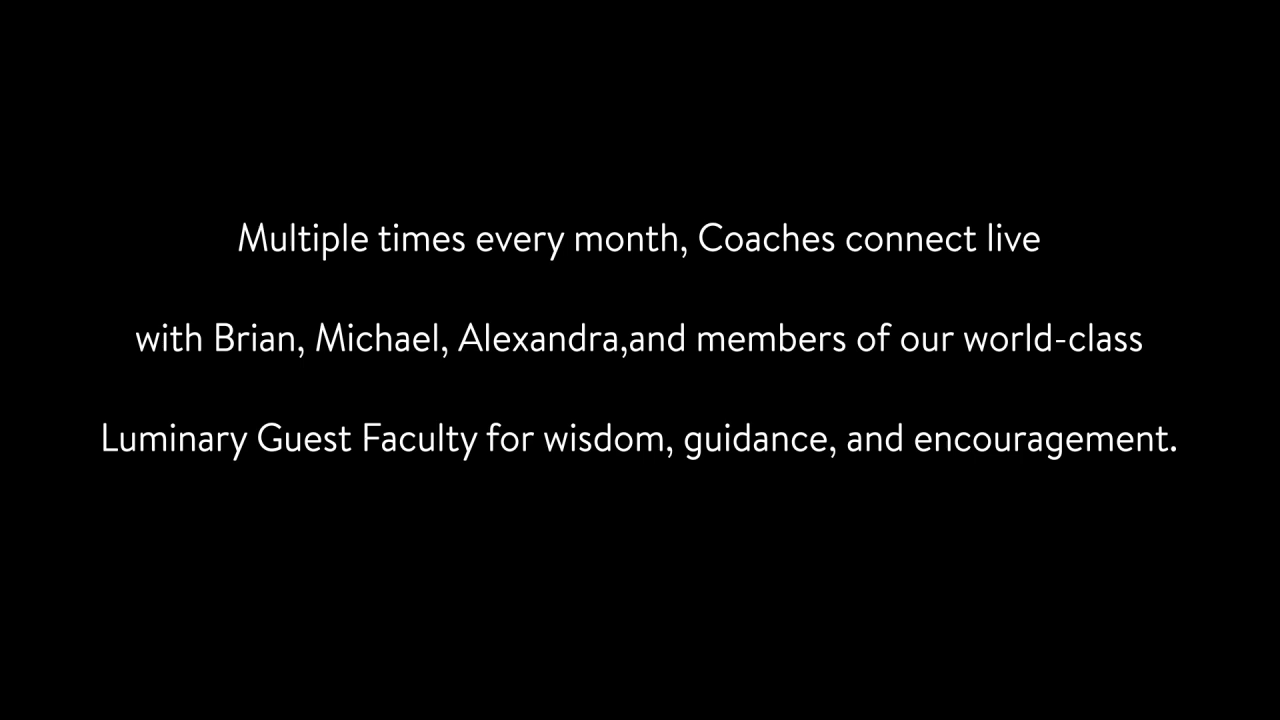 Multiple times every month, Coaches connect live
with Brian, Michael, Alexandra,and members of our world-class
Luminary Guest Faculty for wisdom, guidance, and encouragement.